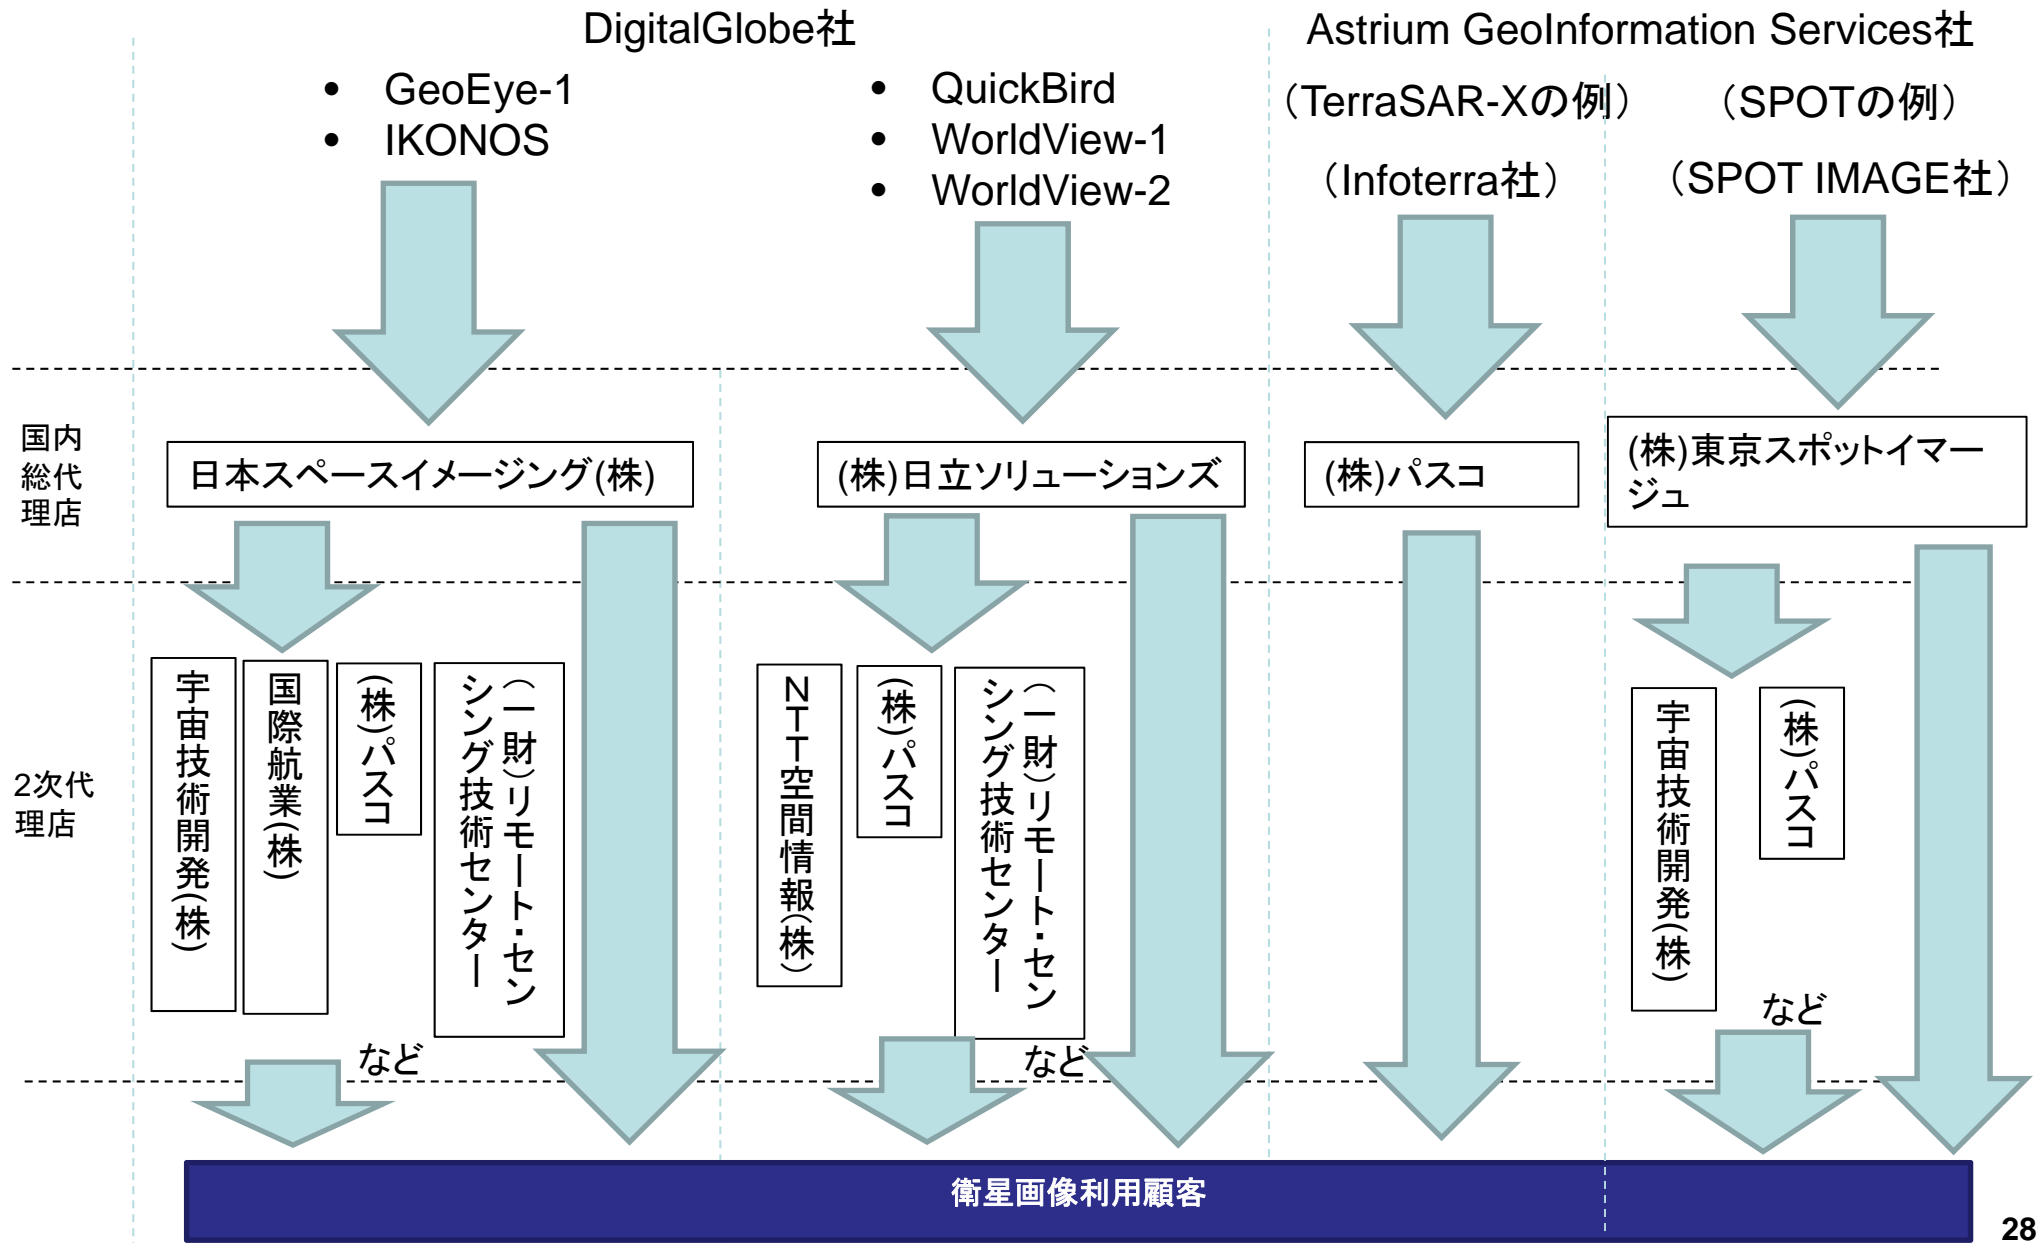 DigitalGlobe社
Astrium GeoInformation Services社
• GeoEye-1
• IKONOS
• QuickBird
• WorldView-1
• WorldView-2
（TerraSAR-Xの例）
（Infoterra社）
（SPOTの例）
（SPOT IMAGE社）
国内
総代
理店
日本スペースイメージング(株)
(株)日立ソリューションズ
(株)パスコ
(株)東京スポットイマー
ジュ
2次代
理店
宇宙技術開発(株)
国際航業(株)
(株)パスコ
（一財）リモート・セン
シング技術センター
など
ＮＴＴ空間情報(株)
(株)パスコ
（一財）リモート・セン
シング技術センター
など
宇宙技術開発(株)
(株)パスコ
など
衛星画像利用顧客
28